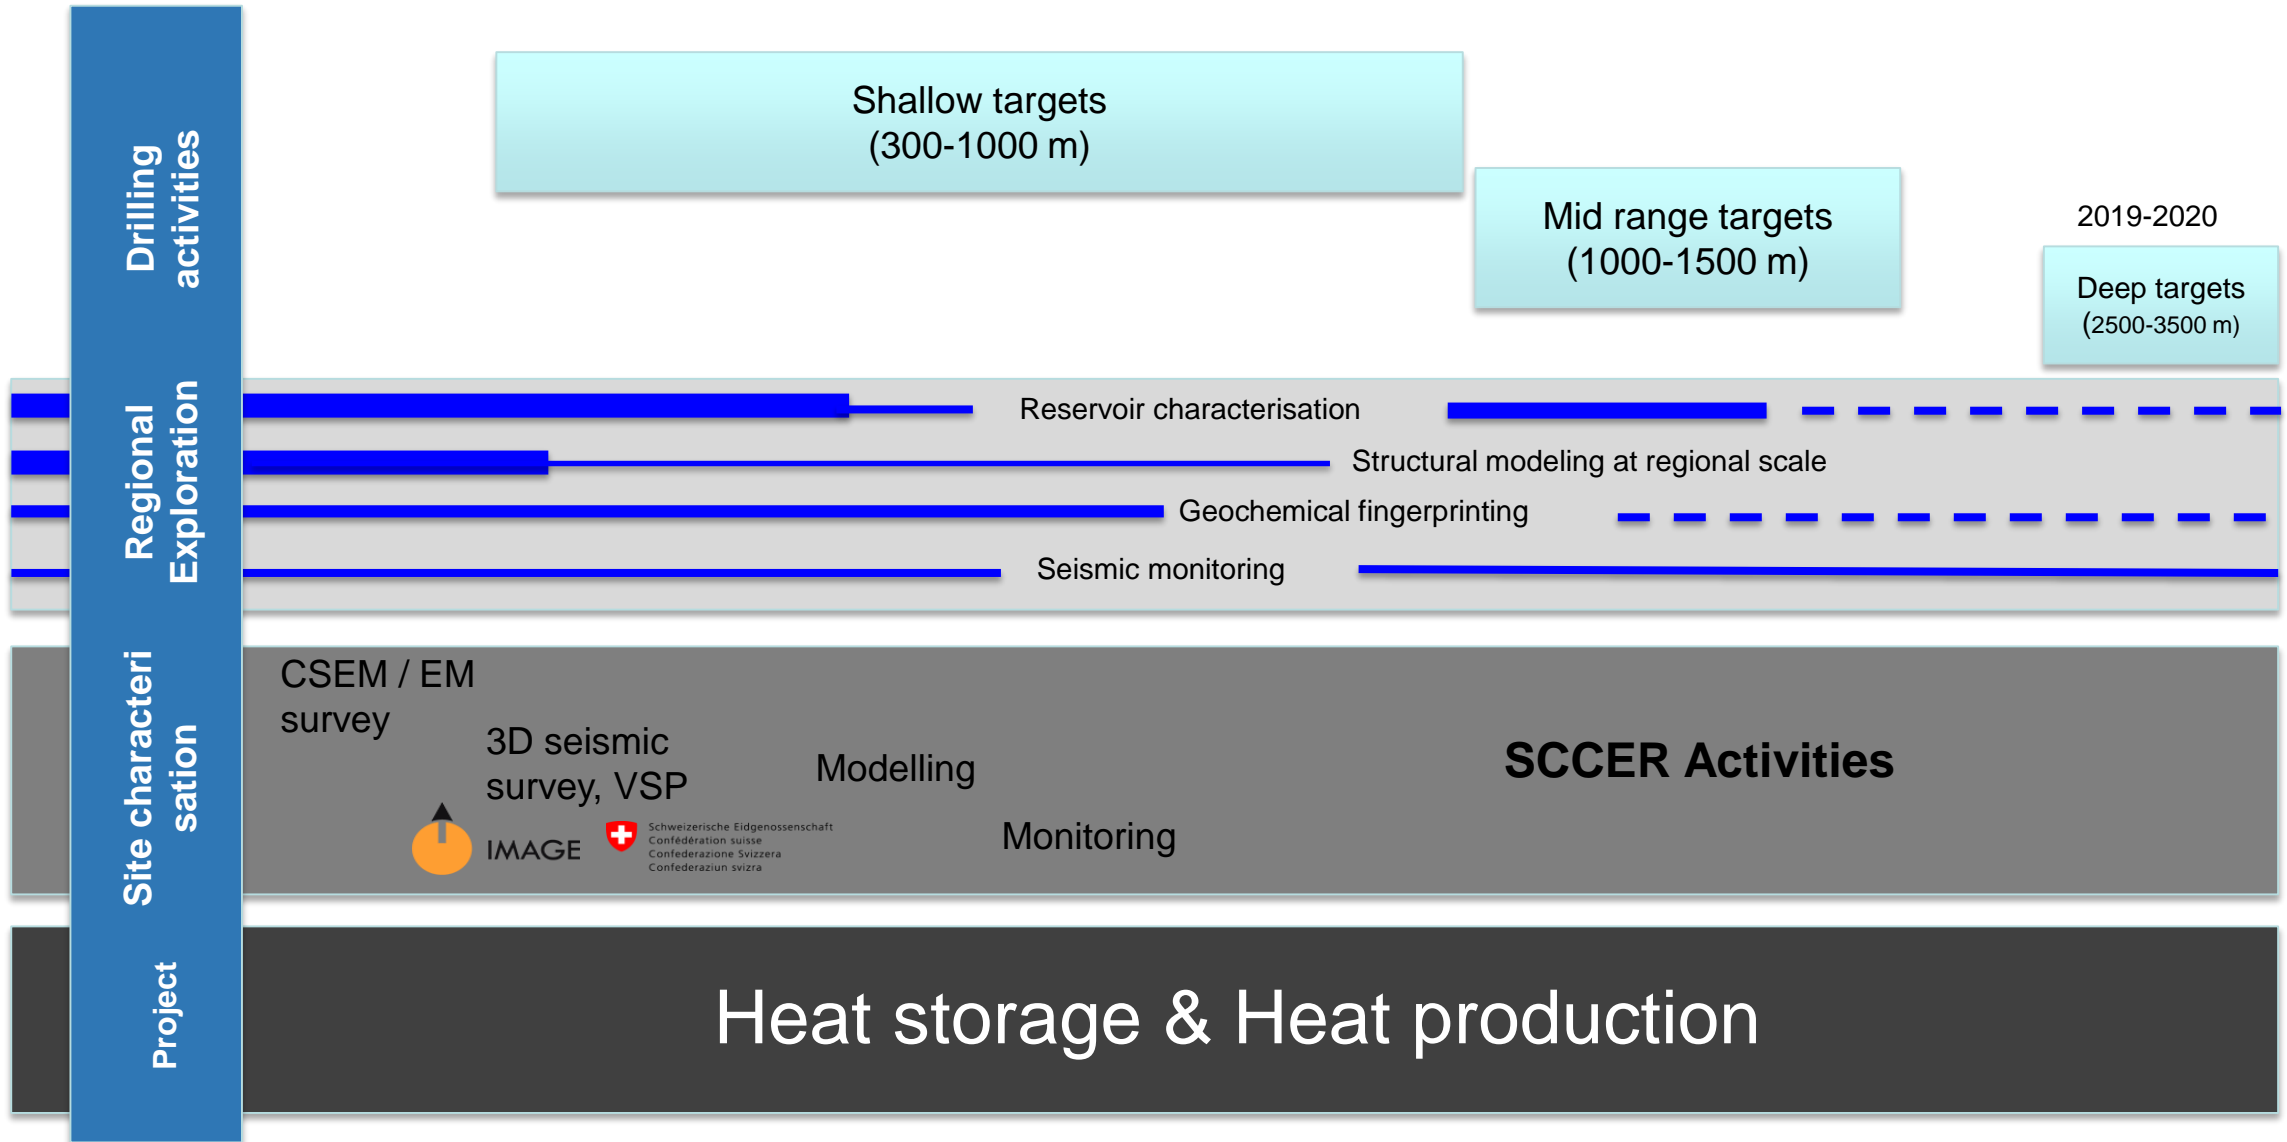 Drilling
activities
Shallow targets
(300-1000 m)
Mid range targets
(1000-1500 m)
2019-2020
Deep targets
(2500-3500 m)
Regional
Exploration
Reservoir characterisation
Structural modeling at regional scale
Geochemical fingerprinting
Seismic monitoring
Site characteri
sation
CSEM / EM
survey
3D seismic
survey, VSP
Modelling
Monitoring
SCCER Activities
IMAGE
Schweizerische Eidgenossenschaft
Confédération suisse
Confederazione Svizzera
Confederaziun svizra
Project
Heat storage & Heat production